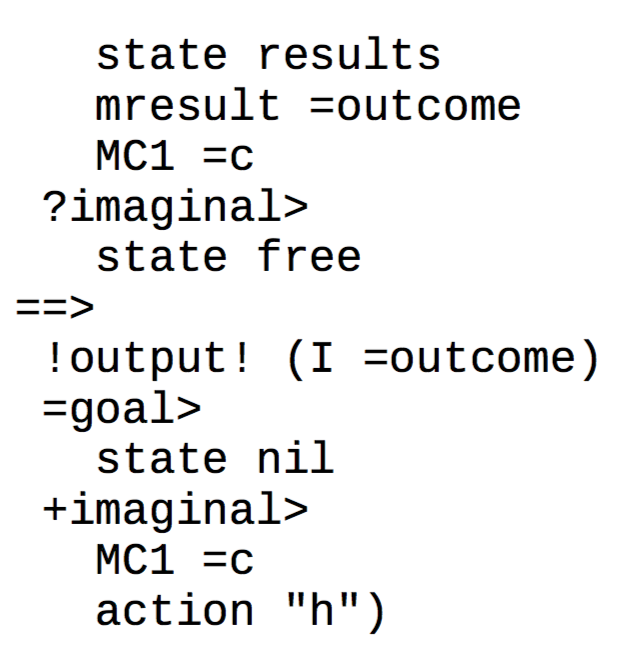 state results
mresult =outcome
MC1 =c
?imaginal>
state free
==>
!output! (I =outcome)
=goal>
state nil
+imaginal>
MC1 =c
action "h")